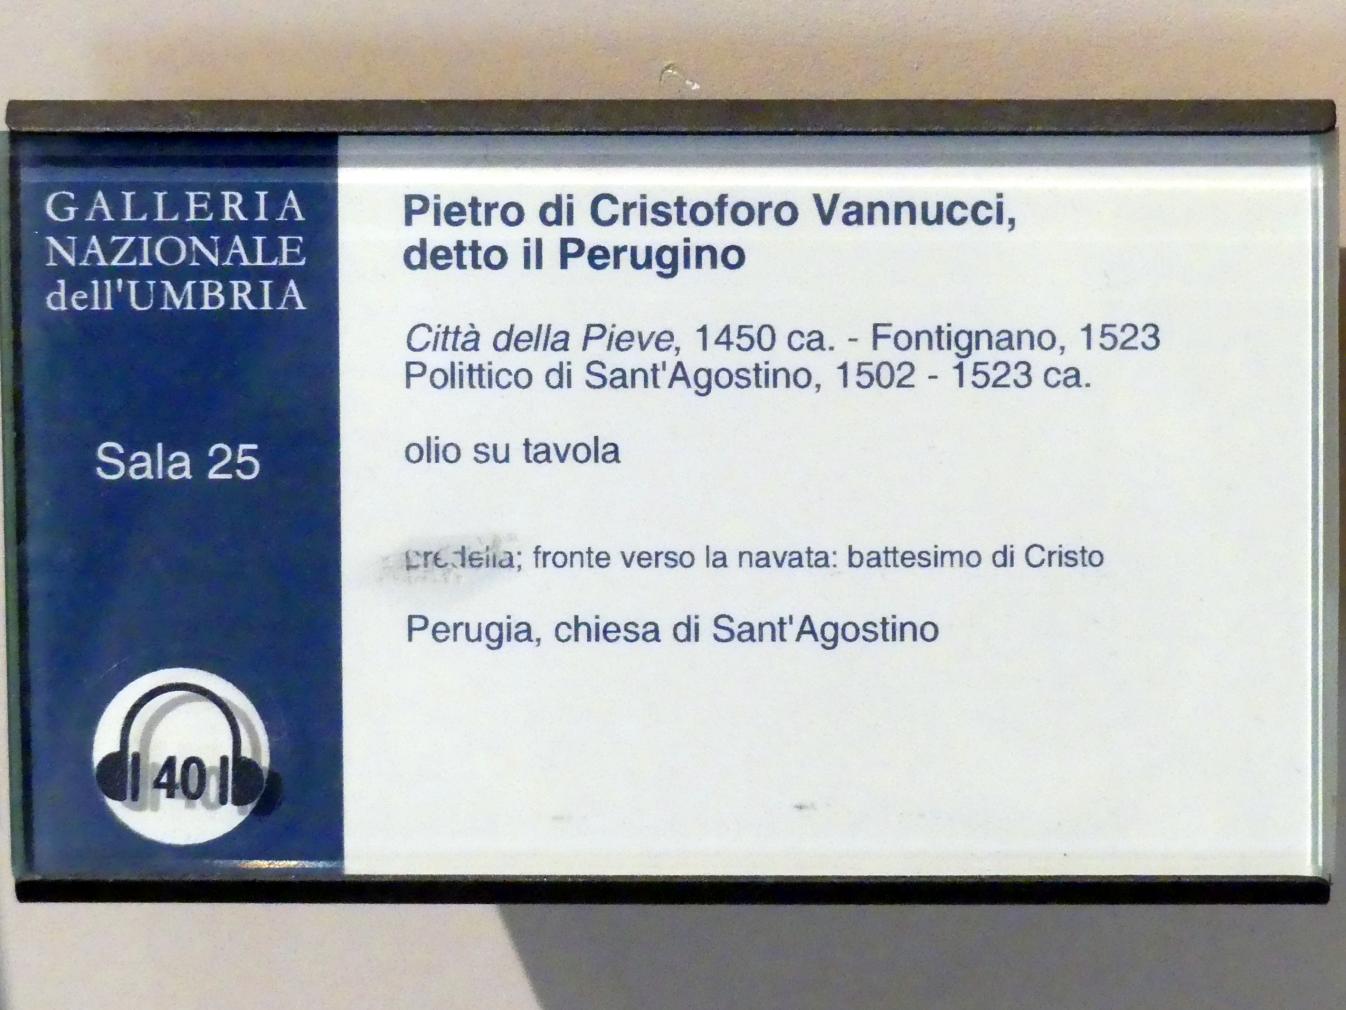 GALLERIA
NAZIONALE
dell'UMBRIA
Sala 25
40
Pietro di Cristoforo Vannucci,
detto il Perugino
Città della Pieve, 1450 ca. - Fontignano, 1523
Polittico di Sant'Agostino, 1502 - 1523 ca.
olio su tavola
predella; fronte verso la navata: battesimo di Cristo
Perugia, chiesa di Sant'Agostino